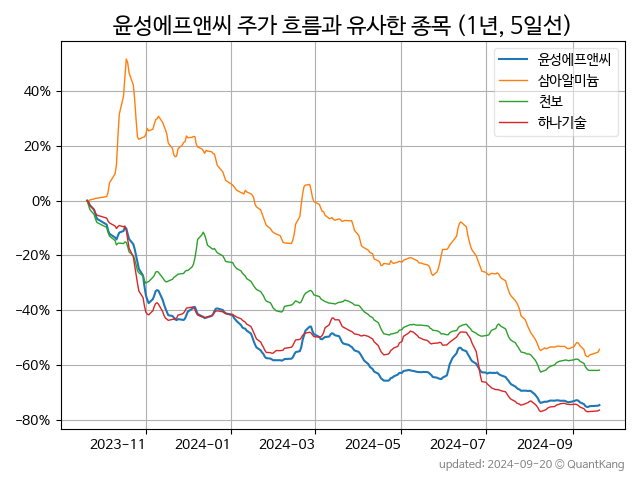 윤성에프앤씨 주가 흐름과 유사한 종목 (1년, 5일선)
윤성에프앤씨
삼아알미늄
천보
하나기술
40%
20%
0%
−20%
−40%
−60%
−80%
2023-11
2024-01
2024-03
2024-05
2024-07
2024-09
updated: 2024-09-20 © QuantKang